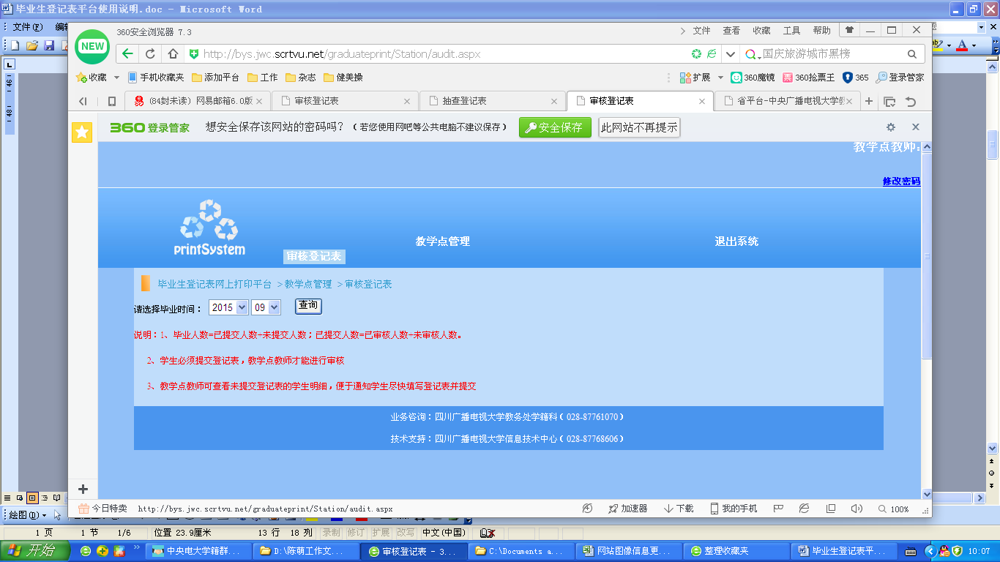 毕业生登记表平台使用说明.doc - Microsoft Word
文件(F)
NEW
360安全浏览器 7.3
文件 查看 收藏 工具 帮助
http://bys.jwc.scrtvu.net/graduateprint/Station/audit.aspx
国庆旅游城市黑榜
收藏 手机收藏夹 添加平台 工作 杂志 健美操
扩展 360魔镜 360抢票王 365 登录管家
(84封未读) 网易邮箱6.0版
审核登记表
抽查登记表
审核登记表
省平台-中央广播电视大学
360登录管家 想安全保存该网站的密码吗? (若您使用网吧等公共电脑不建议保存) 安全保存 此网站不再提示
教学点教师:
修改密码
printSystem
教学点管理
退出系统
审核登记表
毕业生登记表网上打印平台 >教学点管理 >审核登记表
请选择毕业时间: 2015 09 查询
说明:1、毕业人数=已提交人数+未提交人数;已提交人数=已审核人数+未审核人数。
2、学生必须提交登记表,教学点教师才能进行审核
3、教学点教师可查看未提交登记表的学生明细,便于通知学生尽快填写登记表并提交
业务咨询:四川广播电视大学教务处学籍科(028-87761070)
技术支持:四川广播电视大学信息技术中心(028-87768606)
今日特卖 http://bys.jwc.scrtvu.net/graduateprint/Station/audit.aspx
加速器 下载 我的手机 100%
绘图(D)
1 页 1 节 1/6 位置 23.9厘米 13 行 18 列 录制 修订 扩展 改写 中文(中国)
开始 中央电大学籍群... D:\陈萌工作文... 审核登记表 - 3... C:\Documents a... 网站图像信息更... 整理收藏夹 毕业生登记表平... 10:07